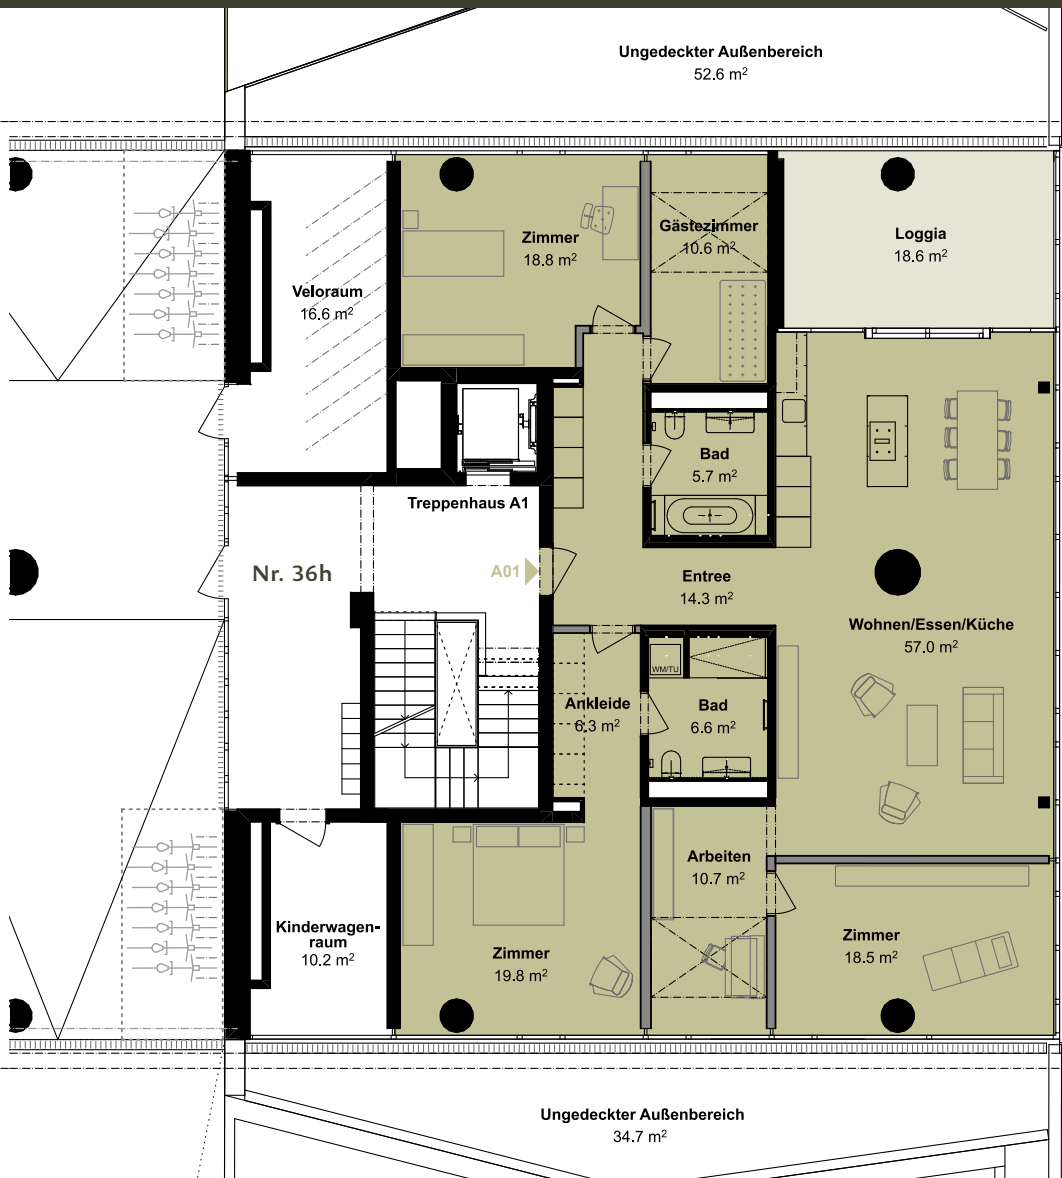 Ungedeckter Außenbereich
52.6 m²
Zimmer
18.8 m²
Gästezimmer
10.6 m²
Loggia
18.6 m²
Veloraum
16.6 m²
Bad
5.7 m²
Treppenhaus A1
Nr. 36h
A01
Entree
14.3 m²
Wohnen/Essen/Küche
57.0 m²
WM/TU
Ankleide
6.3 m²
Bad
6.6 m²
Arbeiten
10.7 m²
Kinderwagen-
raum
10.2 m²
Zimmer
19.8 m²
Zimmer
18.5 m²
Ungedeckter Außenbereich
34.7 m²